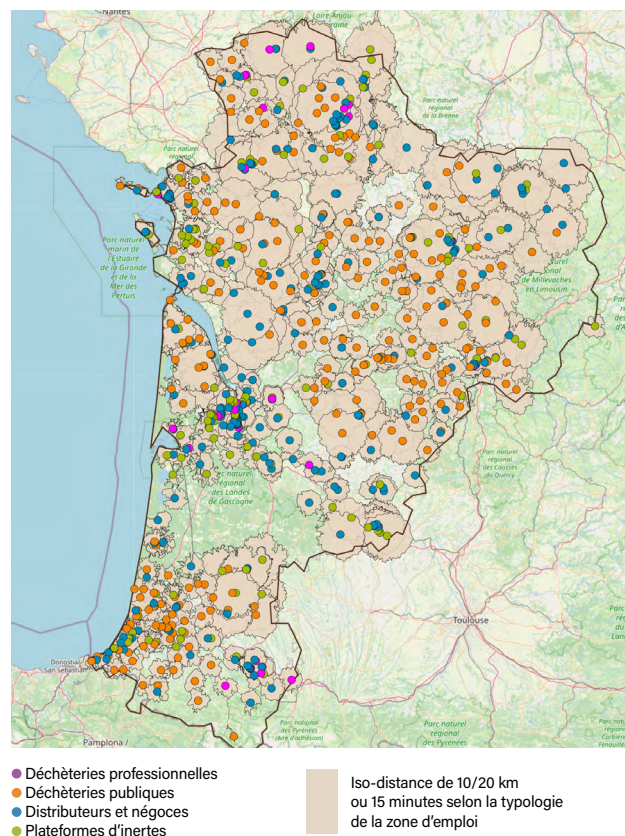 Nantes
Loire-Anjou-
Parc naturel
régional
de la Brenne
Parc naturel
régional
Parc naturel
marin de
l'Estuaire
de la Gironde
et de la
Mer des
Pertuis
de Millevaches
en Limousin
Parc naturel
régional
des Causses
du Quercy
régional
des Landes
de Gascogne
Toulouse
Donostia/
San Sebastián
Pamplona /
Parc national
des Pyrénées
(Aire d'adhésion)
Parc naturel
régional
des Pyrénées
Déchèteries professionnelles
Déchèteries publiques
Distributeurs et négoces
Plateformes d'inertes
Iso-distance de 10/20 km
ou 15 minutes selon la typologie
de la zone d'emploi